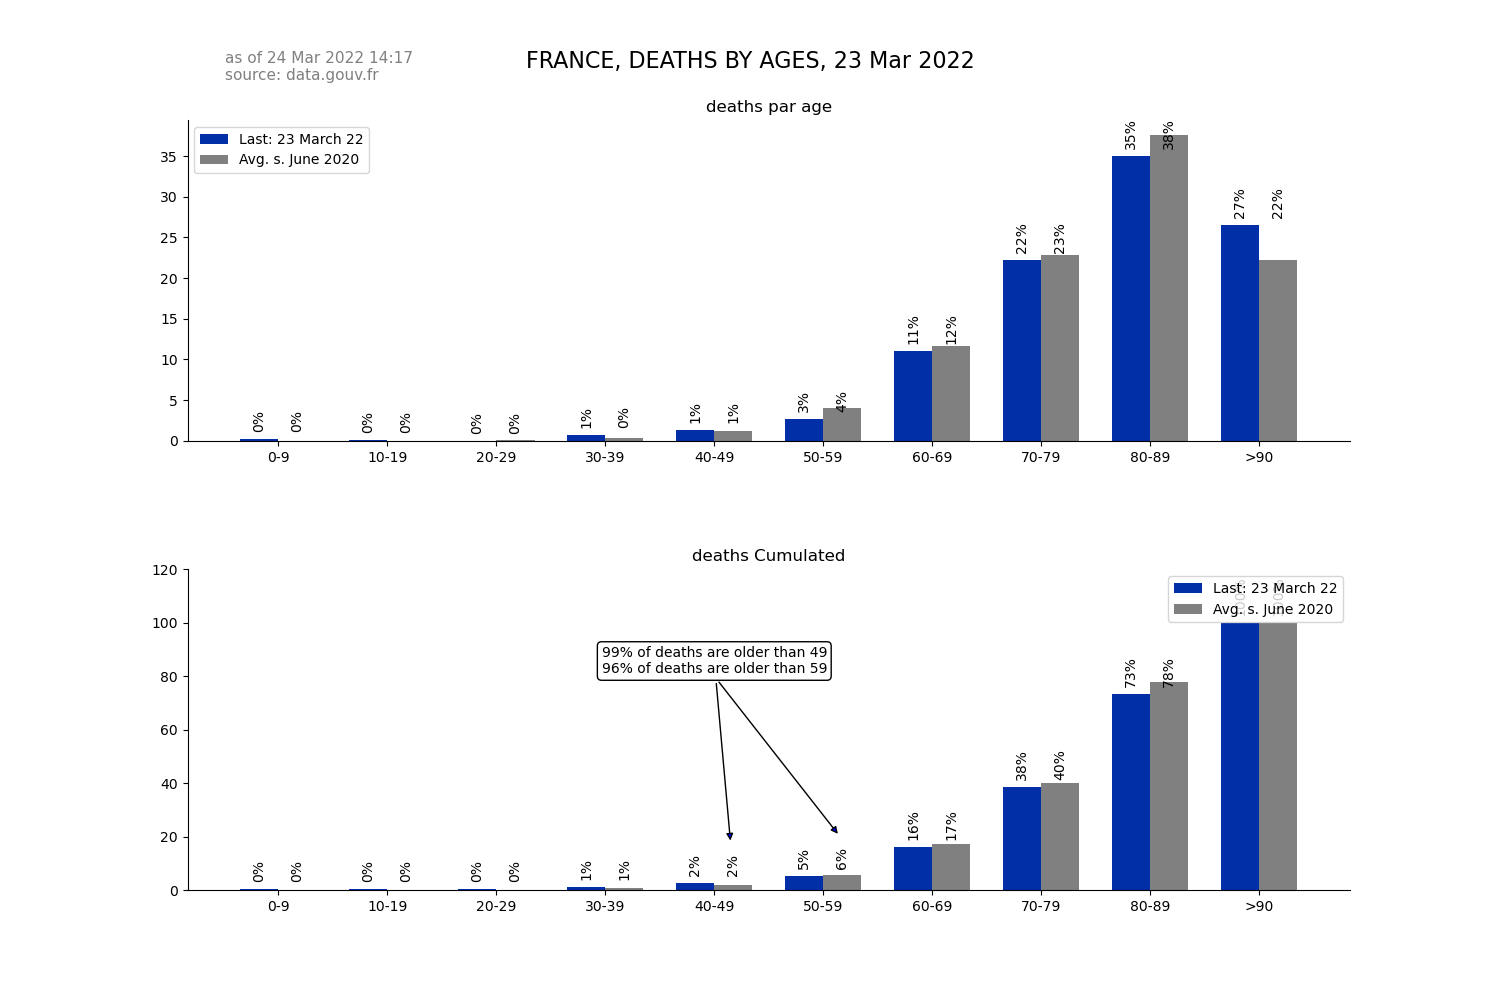 as of 24 Mar 2022 14:17
source: data.gouv.fr
FRANCE, DEATHS BY AGES, 23 Mar 2022
deaths par age
Last: 23 March 22
Avg. s. June 2020
35
30
25
20
15
10
5
0
0% 0% 0% 0% 0% 0% 1% 0% 1% 1% 3% 4% 11% 12% 22% 23% 35% 38% 27% 22%
0-9 10-19 20-29 30-39 40-49 50-59 60-69 70-79 80-89 >90
deaths Cumulated
Last: 23 March 22
Avg. s. June 2020
99% of deaths are older than 49
96% of deaths are older than 59
120
100
80
60
40
20
0
0% 0% 0% 0% 0% 0% 1% 1% 2% 2% 5% 6% 16% 17% 38% 40% 73% 78%
0-9 10-19 20-29 30-39 40-49 50-59 60-69 70-79 80-89 >90